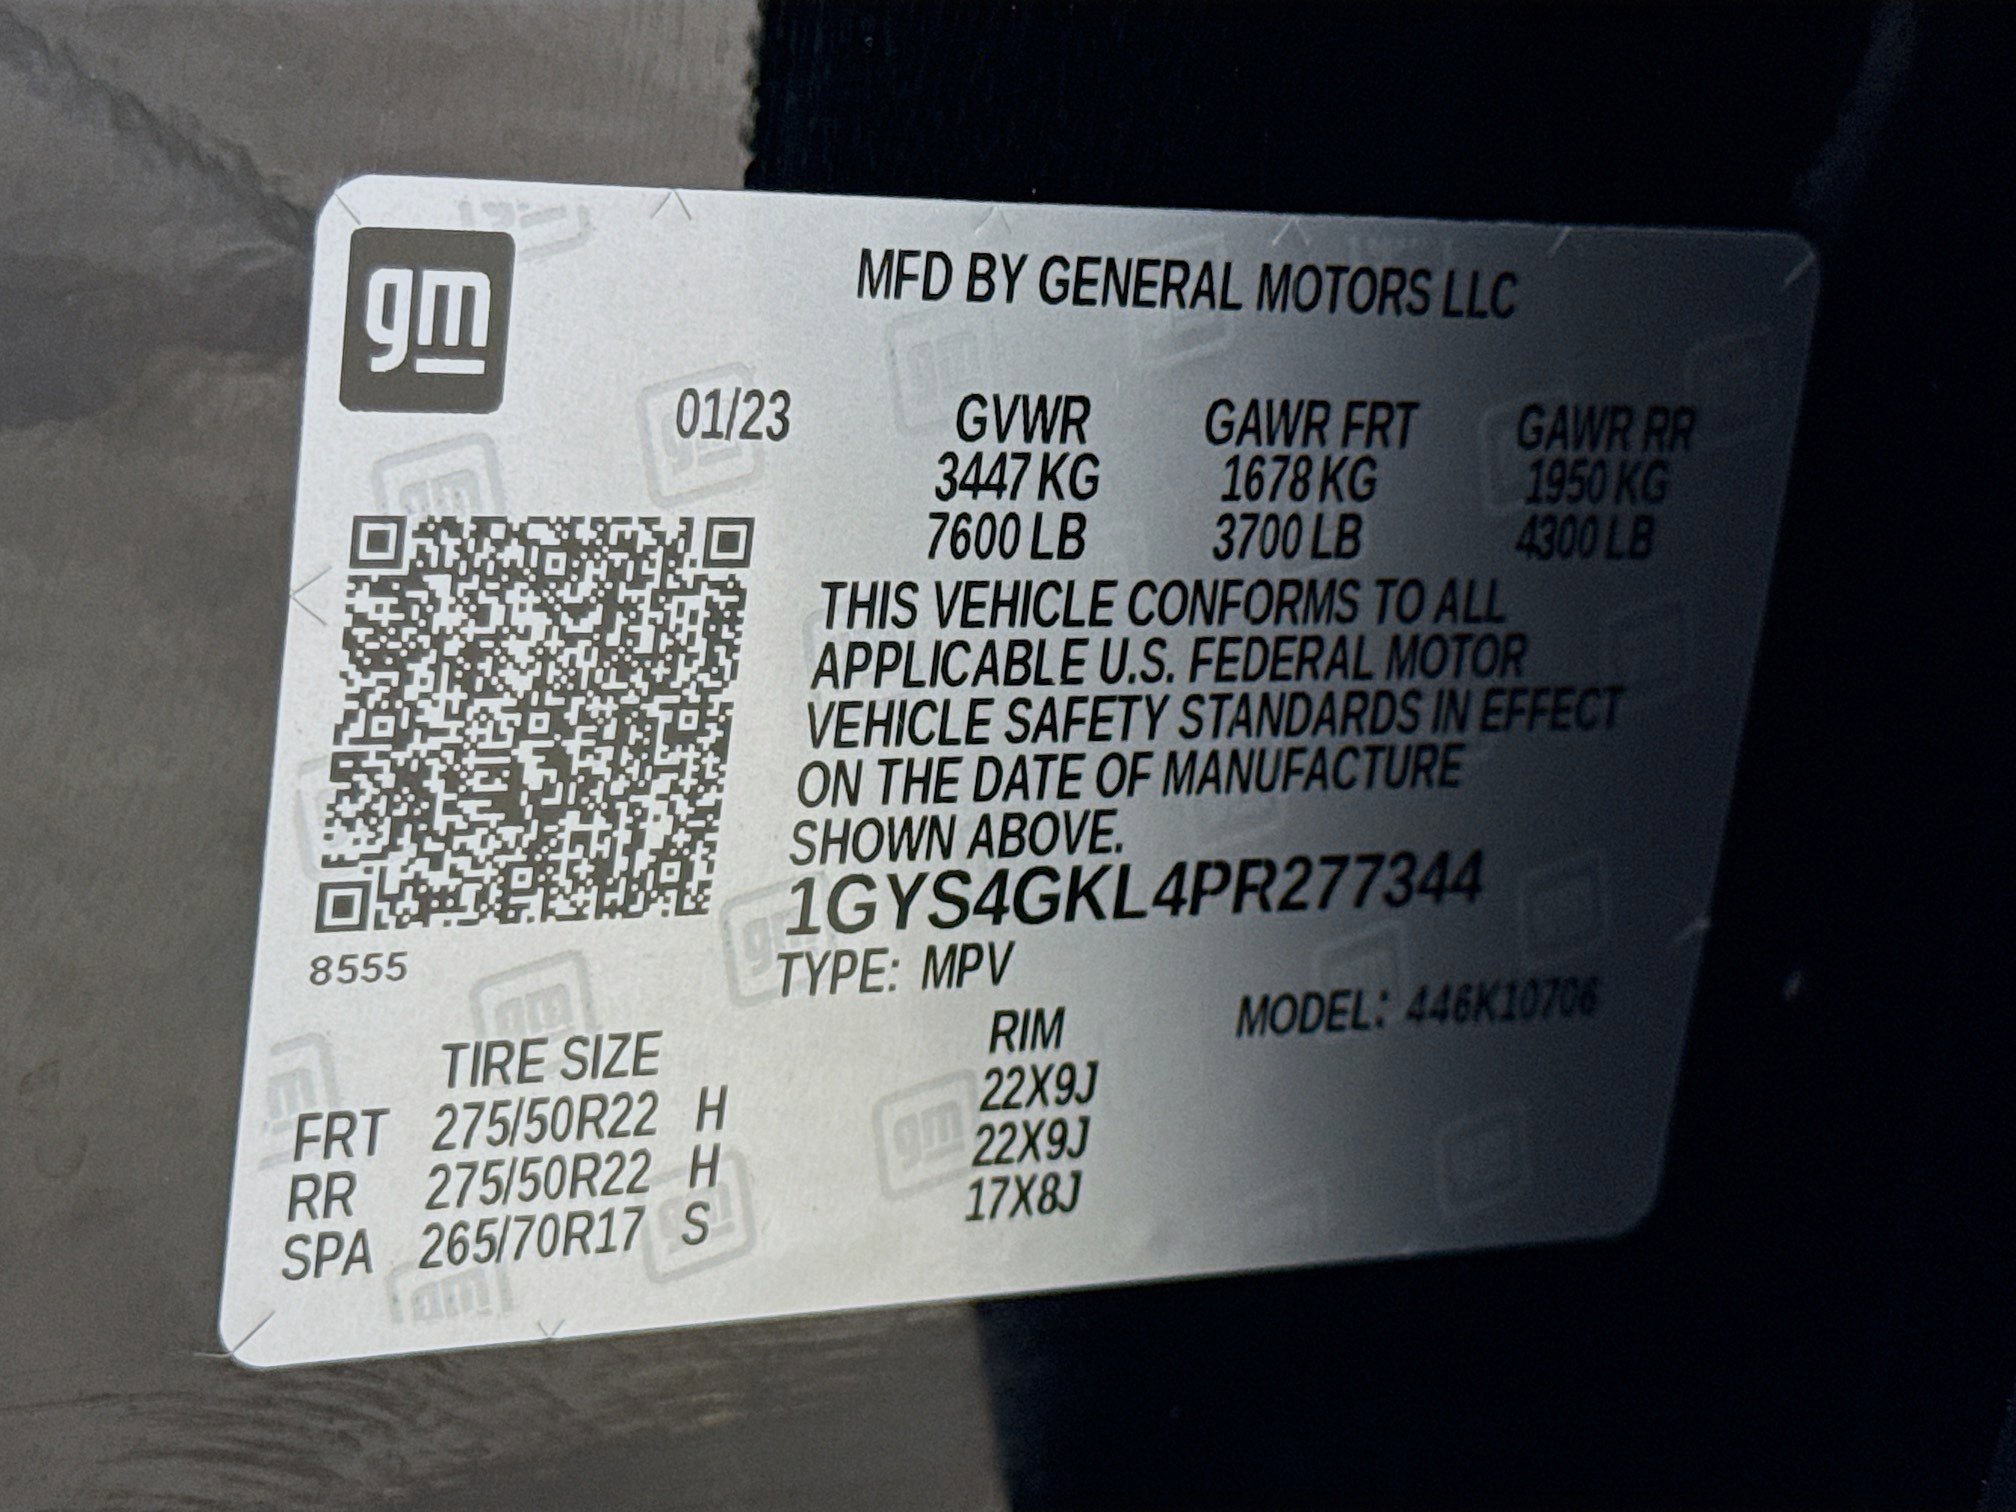 gm
MFD BY GENERAL MOTORS LLC
01/23
GVWR GAWR FRT GAWR RR
3447 KG 1678 KG 1950 KG
7600 LB 3700 LB 4300 LB
THIS VEHICLE CONFORMS TO ALL
APPLICABLE U.S. FEDERAL MOTOR
VEHICLE SAFETY STANDARDS IN EFFECT
ON THE DATE OF MANUFACTURE
SHOWN ABOVE.
1GYS4GKL4PR277344
8555
TYPE: MPV
MODEL: 446K10706
TIRE SIZE RIM
FRT 275/50R22 H 22X9J
RR 275/50R22 H 22X9J
SPA 265/70R17 S 17X8J